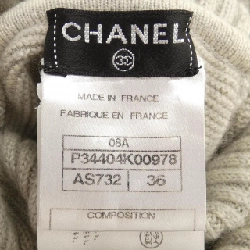 CHANEL
MADE IN FRANCE
FABRIQUE EN FRANCE
08A
P34404K00978
AS732 36
COMPOSITION